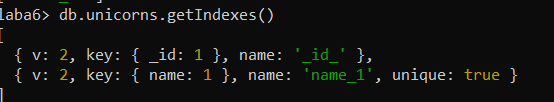 laba6> db.unicorns.getIndexes()
[
  { v: 2, key: { _id: 1 }, name: '_id_' },
  { v: 2, key: { name: 1 }, name: 'name_1', unique: true }
]